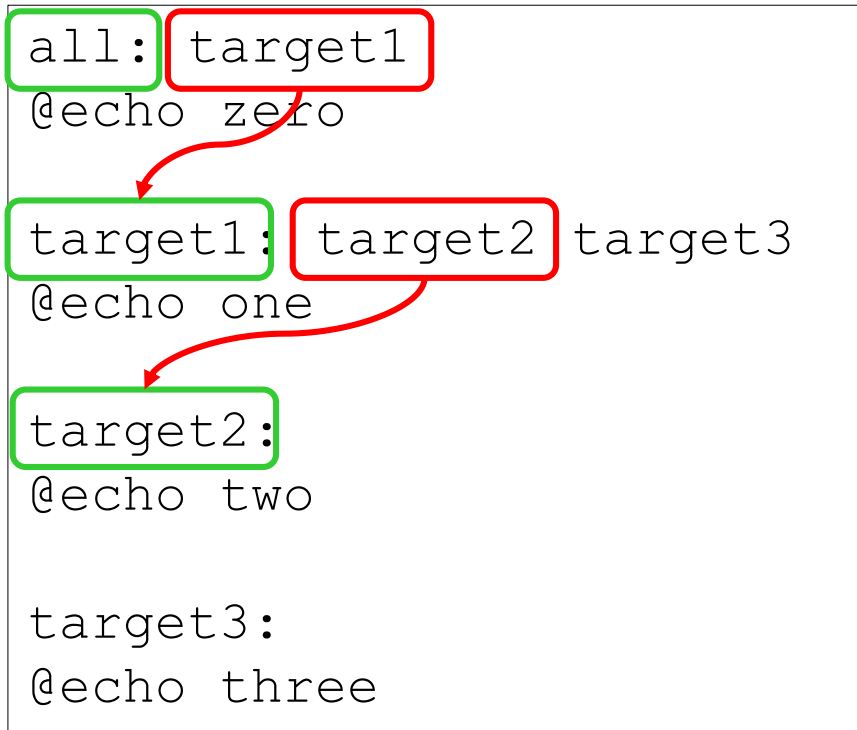 all: target1
@echo zero
target1: target2 target3
@echo one
target2:
@echo two
target3:
@echo three